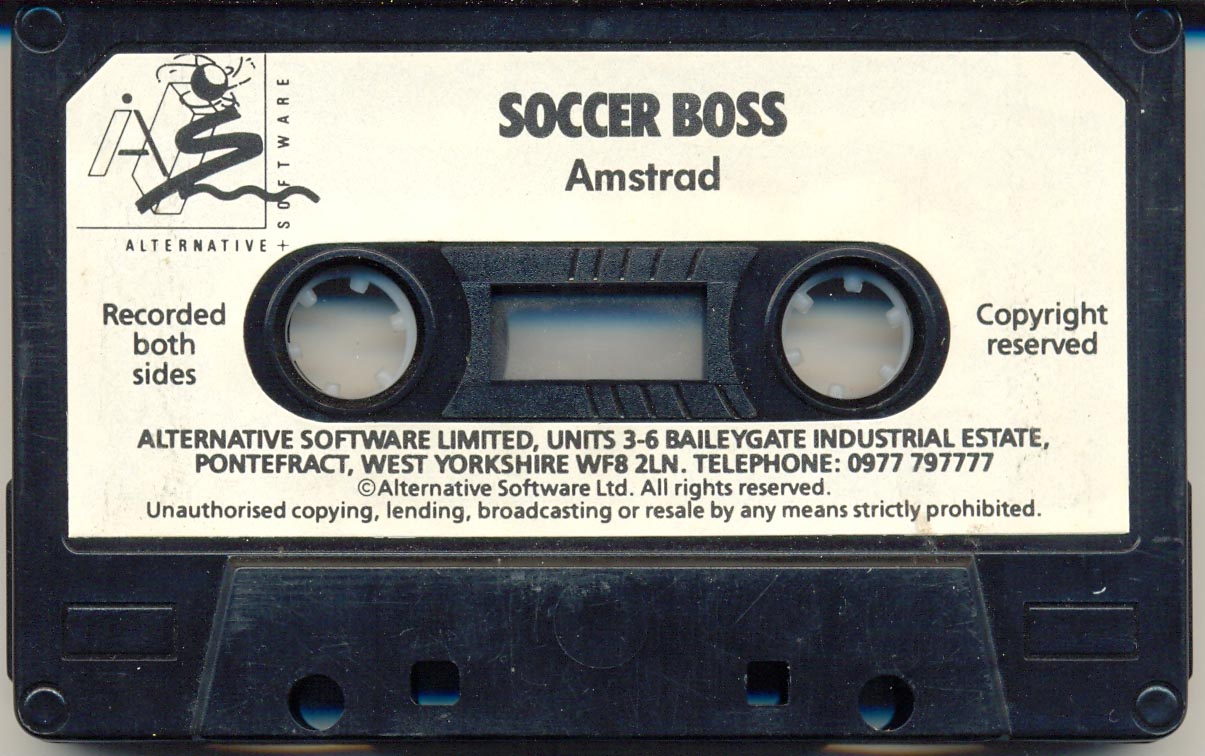 SOCCER BOSS
Amstrad
SOFTWARE
ALTERNATIVE +
Recorded
both
sides
Copyright
reserved
ALTERNATIVE SOFTWARE LIMITED, UNITS 3-6 BAILEYGATE INDUSTRIAL ESTATE,
PONTEFRACT, WEST YORKSHIRE WF8 2LN. TELEPHONE: 0977 797777
©Alternative Software Ltd. All rights reserved.
Unauthorised copying, lending, broadcasting or resale by any means strictly prohibited.